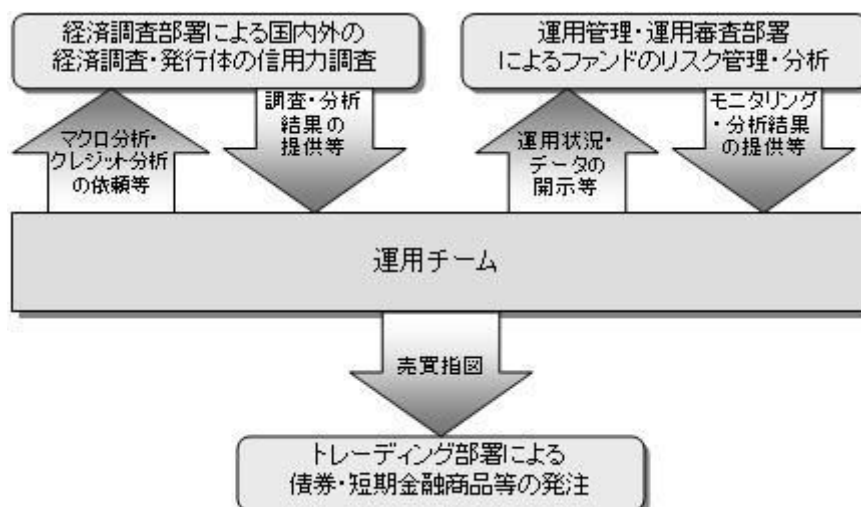 経済調査部署による国内外の
経済調査・発行体の信用力調査
運用管理・運用審査部署
によるファンドのリスク管理・分析
マクロ分析・
クレジット分析
の依頼等
調査・分析
結果の
提供等
運用状況・
データの
開示等
モニタリング
・分析結果
の提供等
運用チーム
売買指図
トレーディング部署による
債券・短期金融商品等の発注